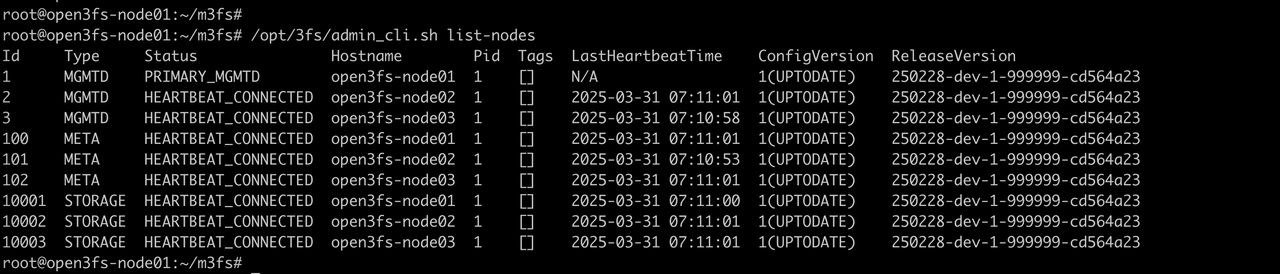 root@open3fs-node01:~/m3fs#
root@open3fs-node01:~/m3fs# /opt/3fs/admin_cli.sh list-nodes
Id     Type     Status               Hostname        Pid  Tags  LastHeartbeatTime    ConfigVersion  ReleaseVersion
1      MGMTD    PRIMARY_MGMTD        open3fs-node01  1    []    N/A                  1(UPTODATE)    250228-dev-1-999999-cd564a23
2      MGMTD    HEARTBEAT_CONNECTED  open3fs-node02  1    []    2025-03-31 07:11:01  1(UPTODATE)    250228-dev-1-999999-cd564a23
3      MGMTD    HEARTBEAT_CONNECTED  open3fs-node03  1    []    2025-03-31 07:10:58  1(UPTODATE)    250228-dev-1-999999-cd564a23
100    META     HEARTBEAT_CONNECTED  open3fs-node01  1    []    2025-03-31 07:11:01  1(UPTODATE)    250228-dev-1-999999-cd564a23
101    META     HEARTBEAT_CONNECTED  open3fs-node02  1    []    2025-03-31 07:10:53  1(UPTODATE)    250228-dev-1-999999-cd564a23
102    META     HEARTBEAT_CONNECTED  open3fs-node03  1    []    2025-03-31 07:11:01  1(UPTODATE)    250228-dev-1-999999-cd564a23
10001  STORAGE  HEARTBEAT_CONNECTED  open3fs-node01  1    []    2025-03-31 07:11:00  1(UPTODATE)    250228-dev-1-999999-cd564a23
10002  STORAGE  HEARTBEAT_CONNECTED  open3fs-node02  1    []    2025-03-31 07:11:01  1(UPTODATE)    250228-dev-1-999999-cd564a23
10003  STORAGE  HEARTBEAT_CONNECTED  open3fs-node03  1    []    2025-03-31 07:11:01  1(UPTODATE)    250228-dev-1-999999-cd564a23
root@open3fs-node01:~/m3fs#